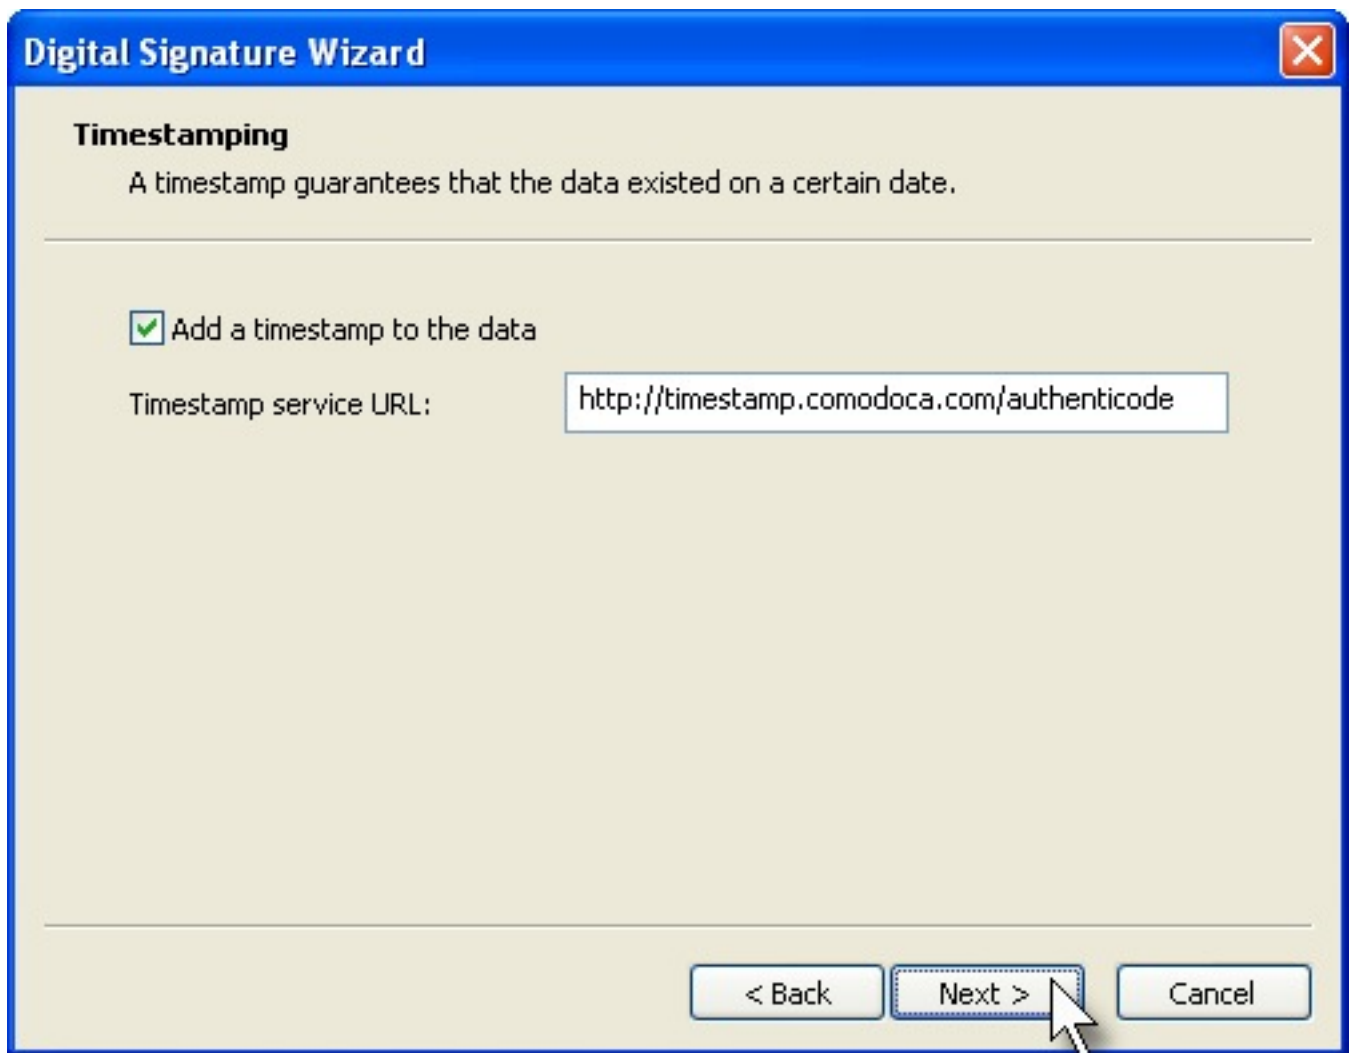 Digital Signature Wizard
Timestamping
A timestamp guarantees that the data existed on a certain date.
Add a timestamp to the data
Timestamp service URL: http://timestamp.comodoca.com/authenticode
< Back Next > Cancel